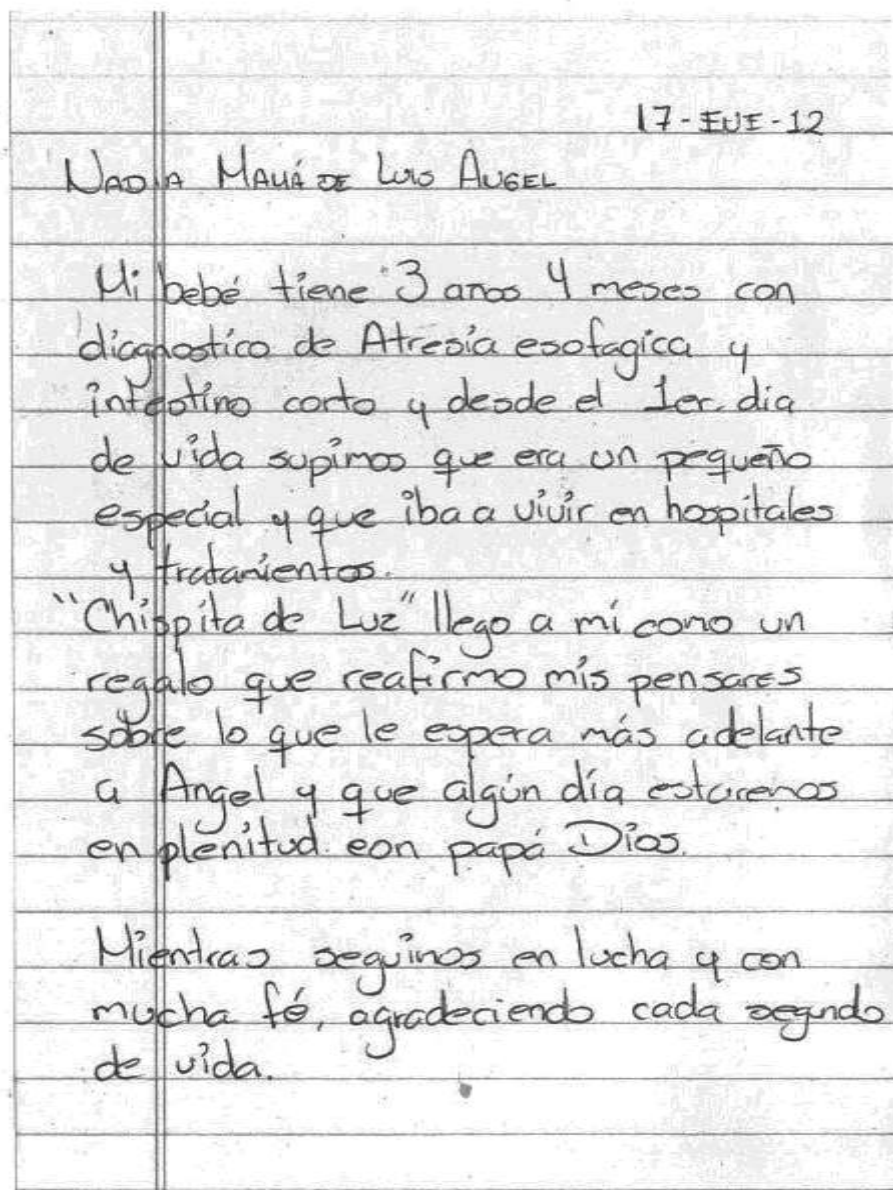 17-ENE-12
NADIA MAMÁ DE LUIS ANGEL
Mi bebé tiene 3 años 4 meses con
diagnostico de Atresia esofagica y
intestino corto y desde el 1er. dia
de vida supimos que era un pequeño
especial y que iba a vivir en hospitales
y tratamientos.
"Chispita de Luz" llego a mí como un
regalo que reafirmo mis pensares
sobre lo que le espera más adelante
a Angel y que algún día estaremos
en plenitud con papá Dios.
Mientras seguimos en lucha y con
mucha fé, agradeciendo cada segundo
de vida.